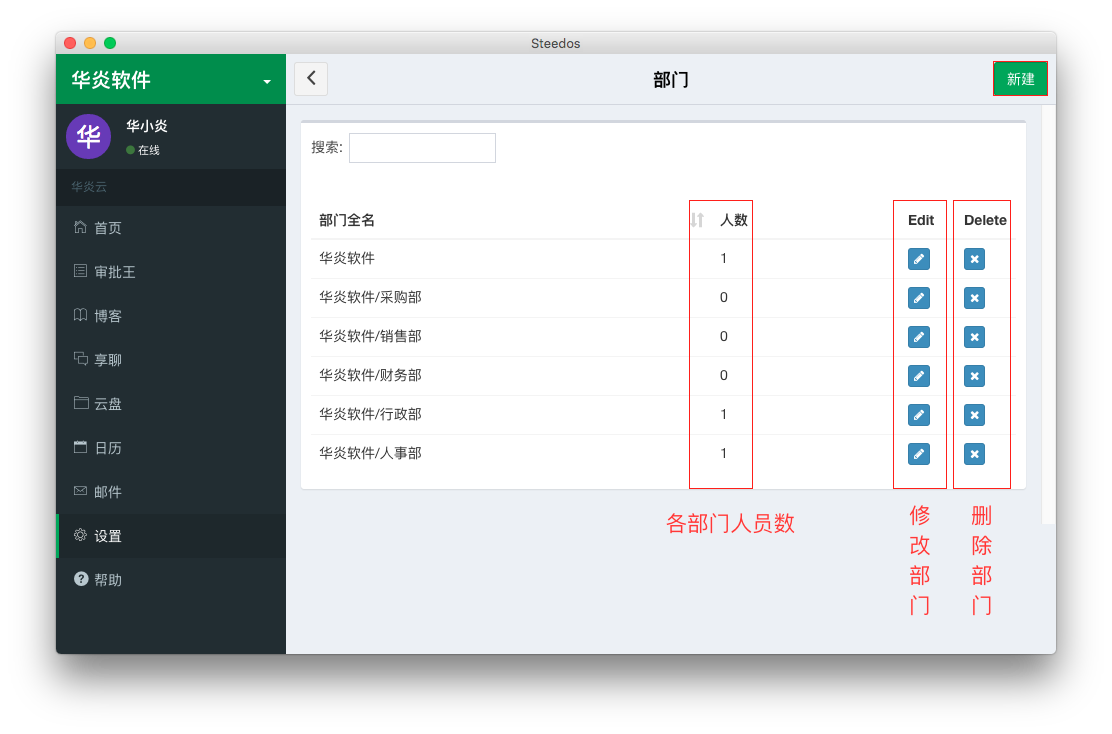 Steedos
华炎软件
部门
新建
华
华小炎
在线
华炎云
首页
审批王
博客
享聊
云盘
日历
邮件
设置
帮助
搜索:
部门全名 人数 Edit Delete
华炎软件 1
华炎软件/采购部 0
华炎软件/销售部 0
华炎软件/财务部 0
华炎软件/行政部 1
华炎软件/人事部 1
各部门人员数
修改部门
删除部门